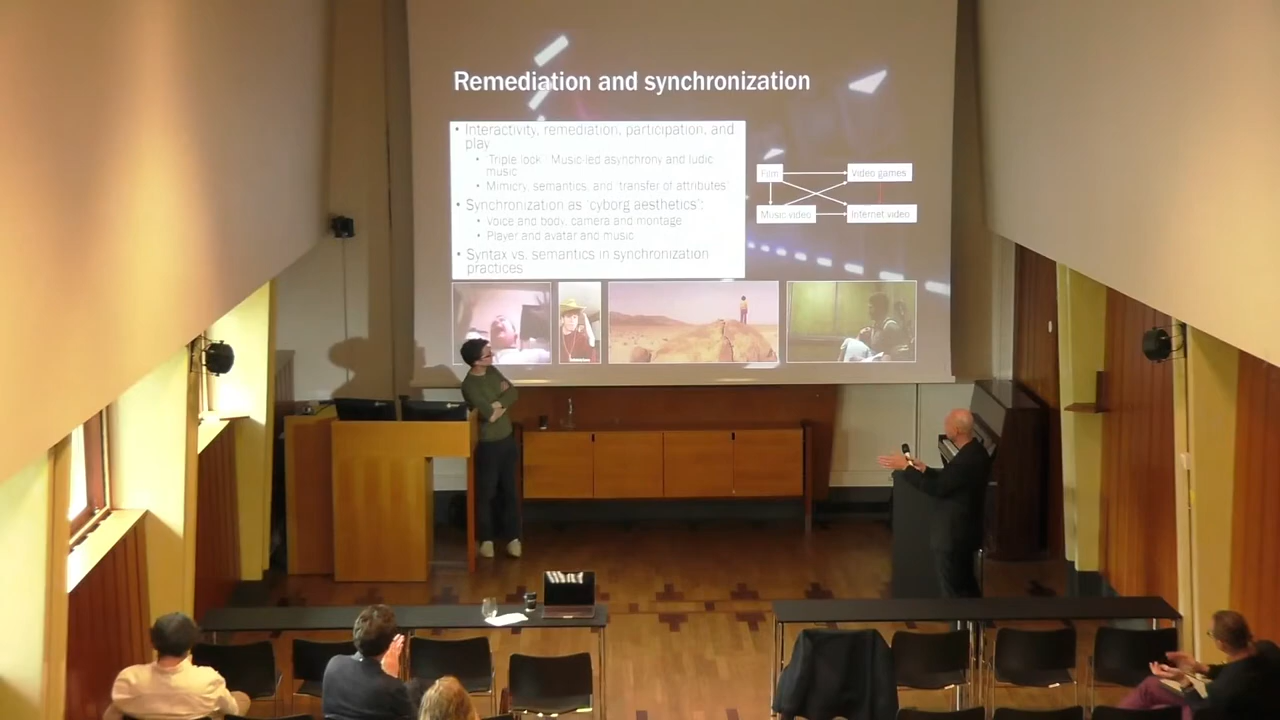 Remediation and synchronization
• Interactivity, remediation, participation, and
play
• 'Triple lock': Music-led asynchrony and ludic
music
• Mimicry, semantics, and 'transfer of attributes'
• Synchronization as 'cyborg aesthetics':
• Voice and body, camera and montage
• Player and avatar and music
• Syntax vs. semantics in synchronization
practices
Film
Video games
Music video
Internet video